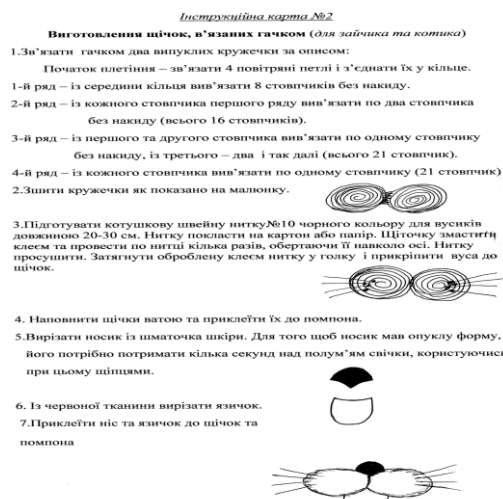 Інструкційна карта №2
Виготовлення щічок, в’язаних гачком (для зайчика та котика)
1.Зв’язати гачком два випуклих кружечки за описом:
Початок плетіння – зв’язати 4 повітряні петлі і з’єднати їх у кільце.
1-й ряд – із середини кільця вив’язати 8 стовпчиків без накиду.
2-й ряд – із кожного стовпчика першого ряду вив’язати по два стовпчика
без накиду (всього 16 стовпчиків).
3-й ряд – із першого та другого стовпчика вив’язати по одному стовпчику
без накиду, із третього – два і так далі (всього 21 стовпчик).
4-й ряд – із кожного стовпчика вив’язати по одному стовпчику (21 стовпчик)
2.Зшити кружечки як показано на малюнку.
3.Підготувати котушкову швейну нитку№10 чорного кольору для вусиків
довжиною 20-30 см. Нитку покласти на картон або папір. Щіточку змастити
клеєм та провести по нитці кілька разів, обертаючи її навколо осі. Нитку
просушити. Затягнути оброблену клеєм нитку у голку і прикріпити вуса до
щічок.
4. Наповнити щічки ватою та приклеїти їх до помпона.
5.Вирізати носик із шматочка шкіри. Для того щоб носик мав опуклу форму,
його потрібно потримати кілька секунд над полум’ям свічки, користуючись
при цьому щіпцями.
6. Із червоної тканини вирізати язичок.
7.Приклеїти ніс та язичок до щічок та
помпона